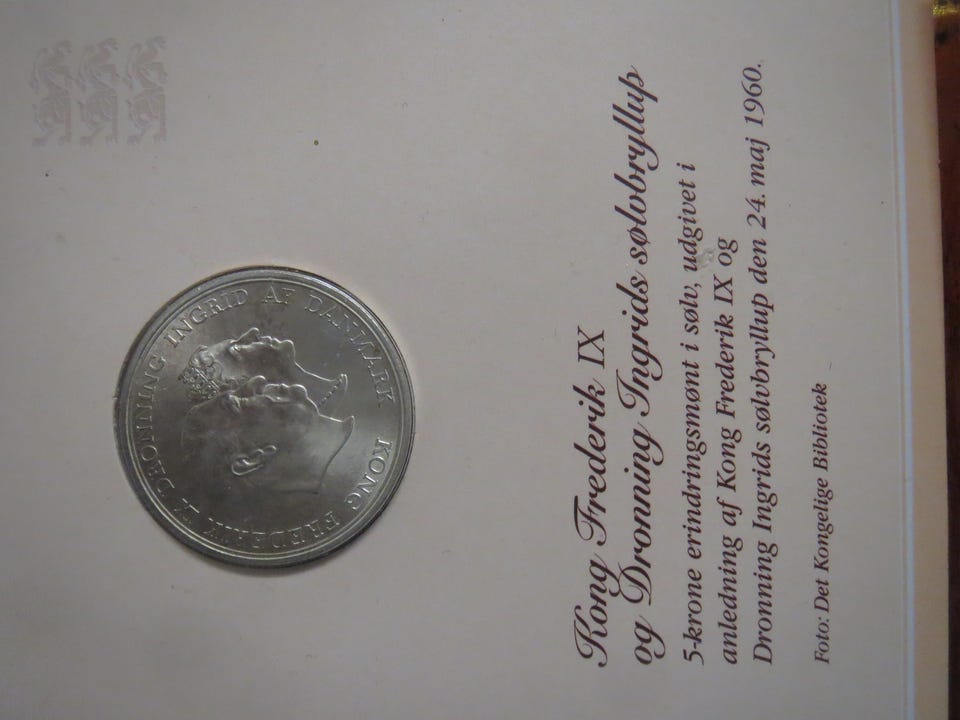 KONG FREDERIK IX DRONNING INGRID AF DANMARK
Kong Frederik IX
og Dronning Ingrids sølvbryllup
5-krone erindringsmønt i sølv, udgivet i
anledning af Kong Frederik IX og
Dronning Ingrids sølvbryllup den 24. maj 1960.
Foto: Det Kongelige Bibliotek